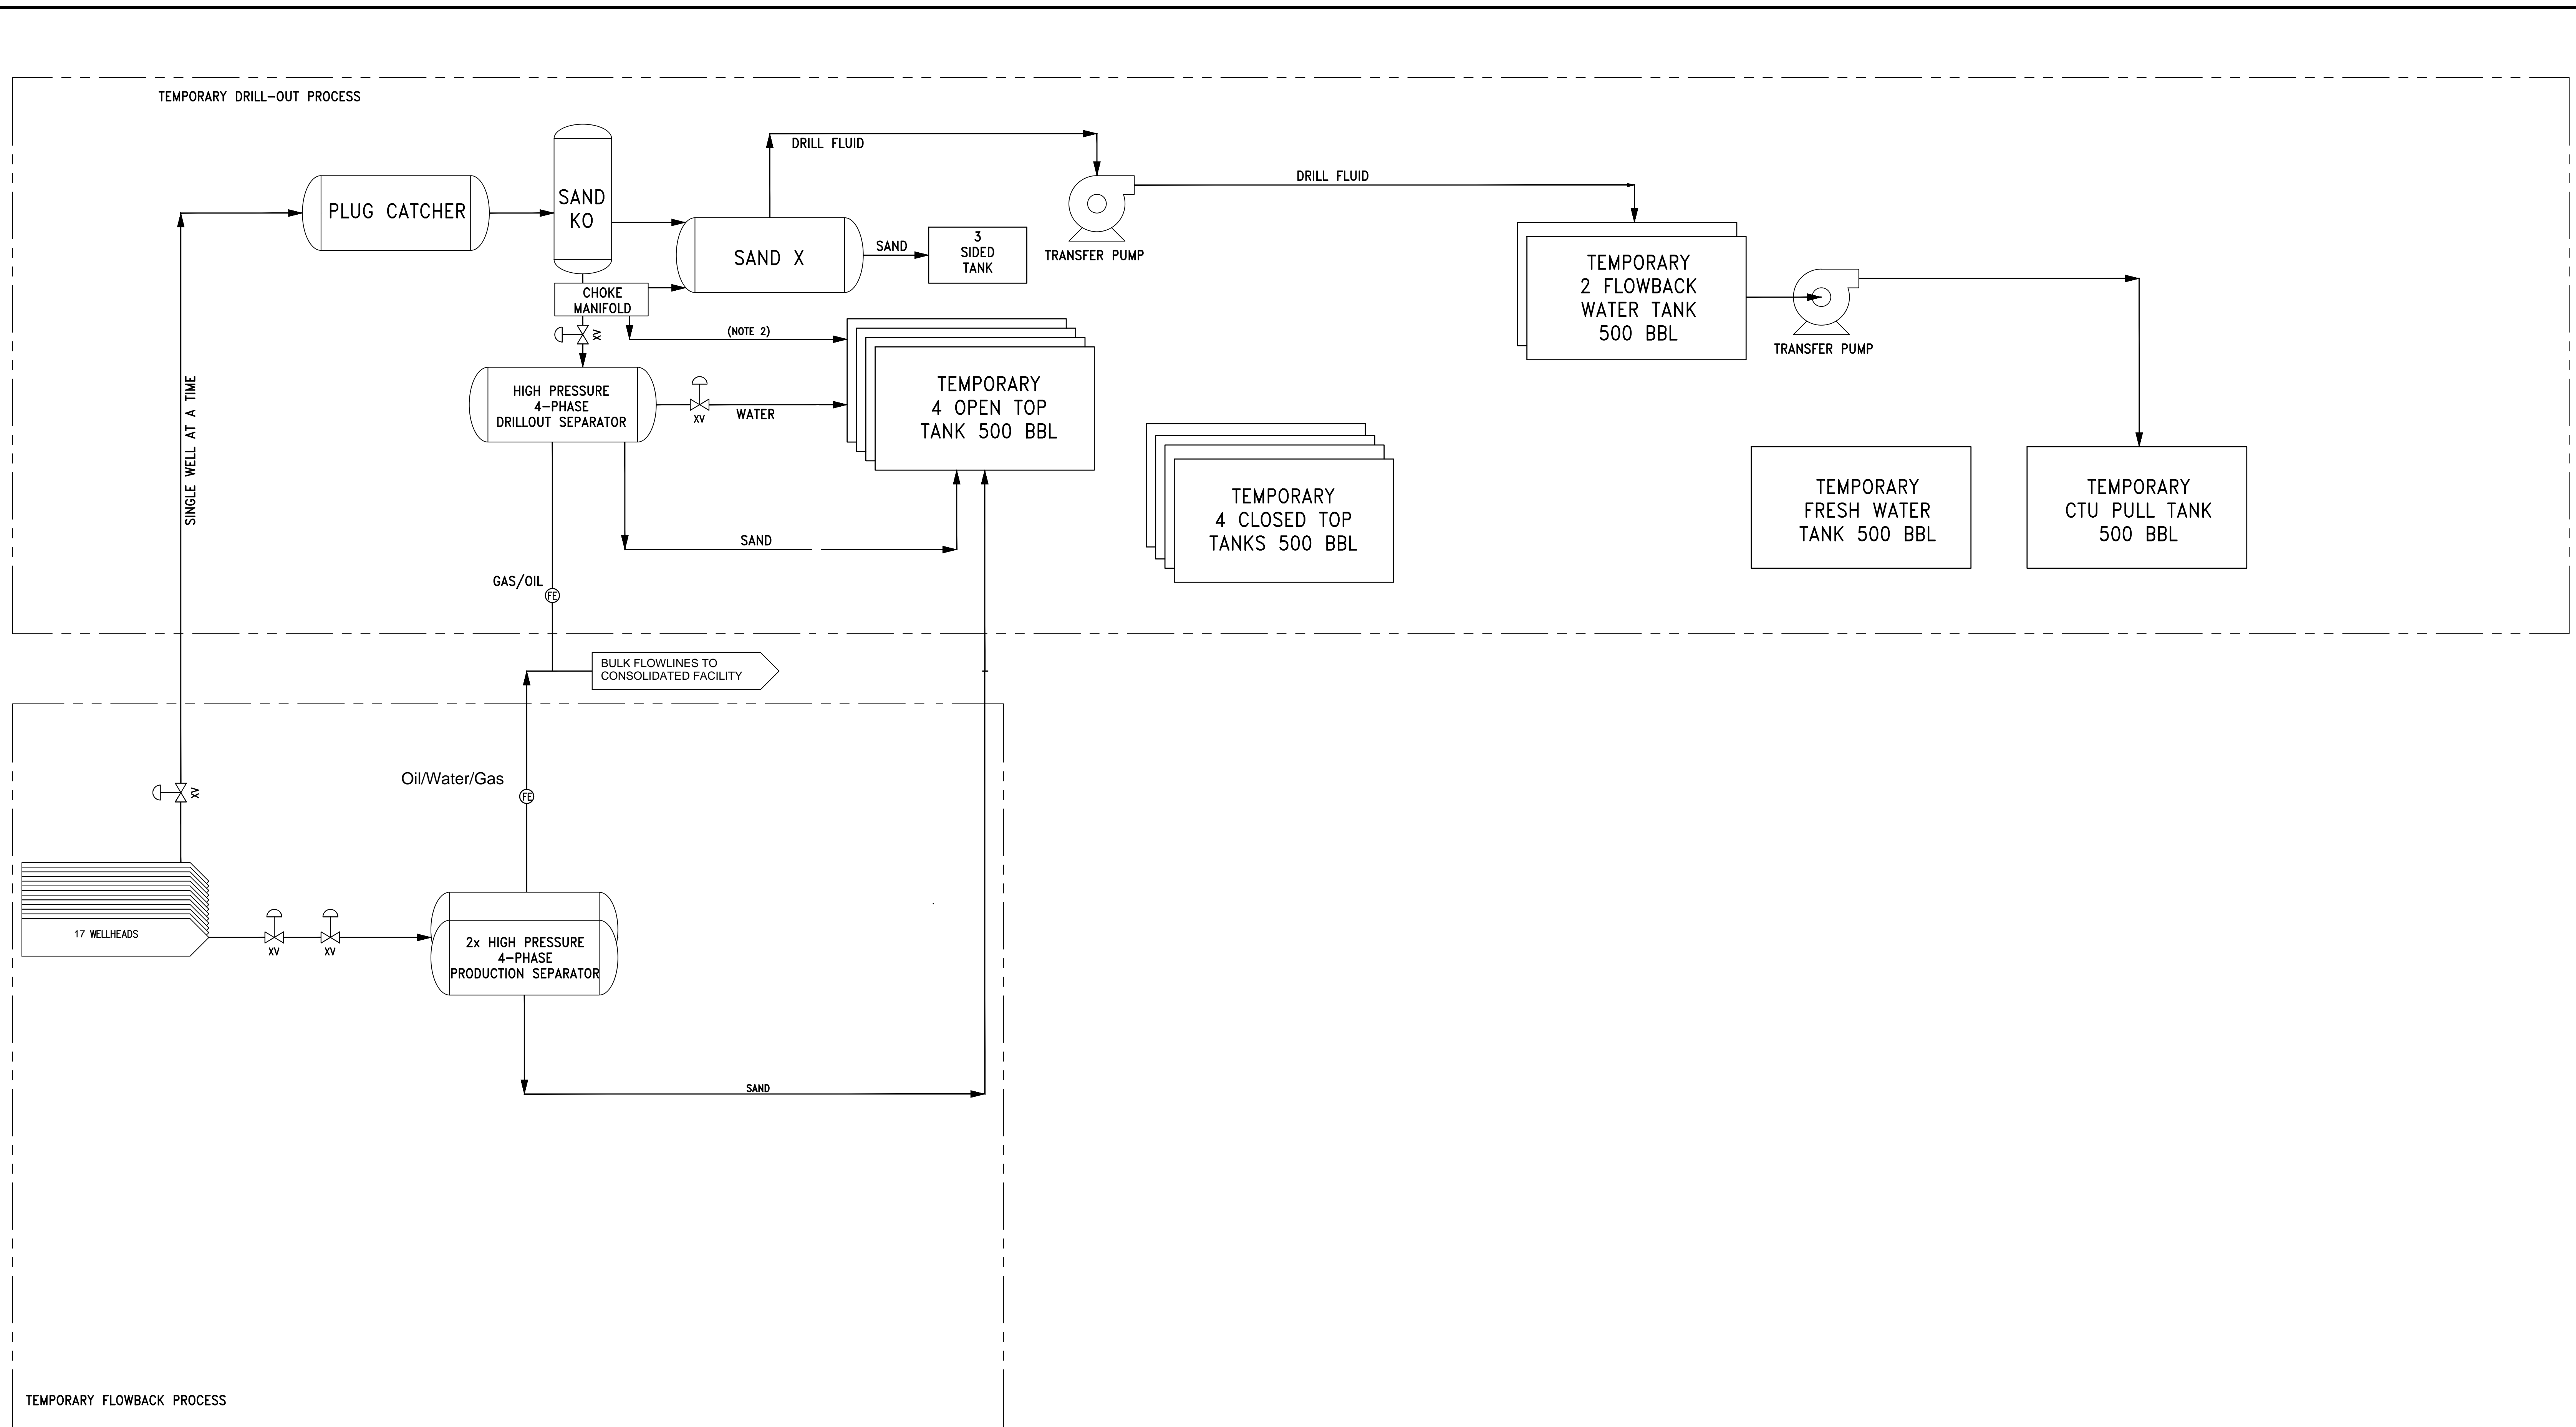 TEMPORARY DRILL-OUT PROCESS
DRILL FLUID
DRILL FLUID
PLUG CATCHER
SAND
KO
SAND X
SAND
3
SIDED
TANK
TRANSFER PUMP
TEMPORARY
2 FLOWBACK
WATER TANK
500 BBL
TRANSFER PUMP
CHOKE
MANIFOLD
XV
(NOTE 2)
HIGH PRESSURE
4-PHASE
DRILLOUT SEPARATOR
XV
WATER
TEMPORARY
4 OPEN TOP
TANK 500 BBL
SINGLE WELL AT A TIME
TEMPORARY
4 CLOSED TOP
TANKS 500 BBL
TEMPORARY
FRESH WATER
TANK 500 BBL
TEMPORARY
CTU PULL TANK
500 BBL
SAND
GAS/OIL
FE
BULK FLOWLINES TO
CONSOLIDATED FACILITY
Oil/Water/Gas
FE
XV
17 WELLHEADS
XV
XV
2x HIGH PRESSURE
4-PHASE
PRODUCTION SEPARATOR
SAND
TEMPORARY FLOWBACK PROCESS